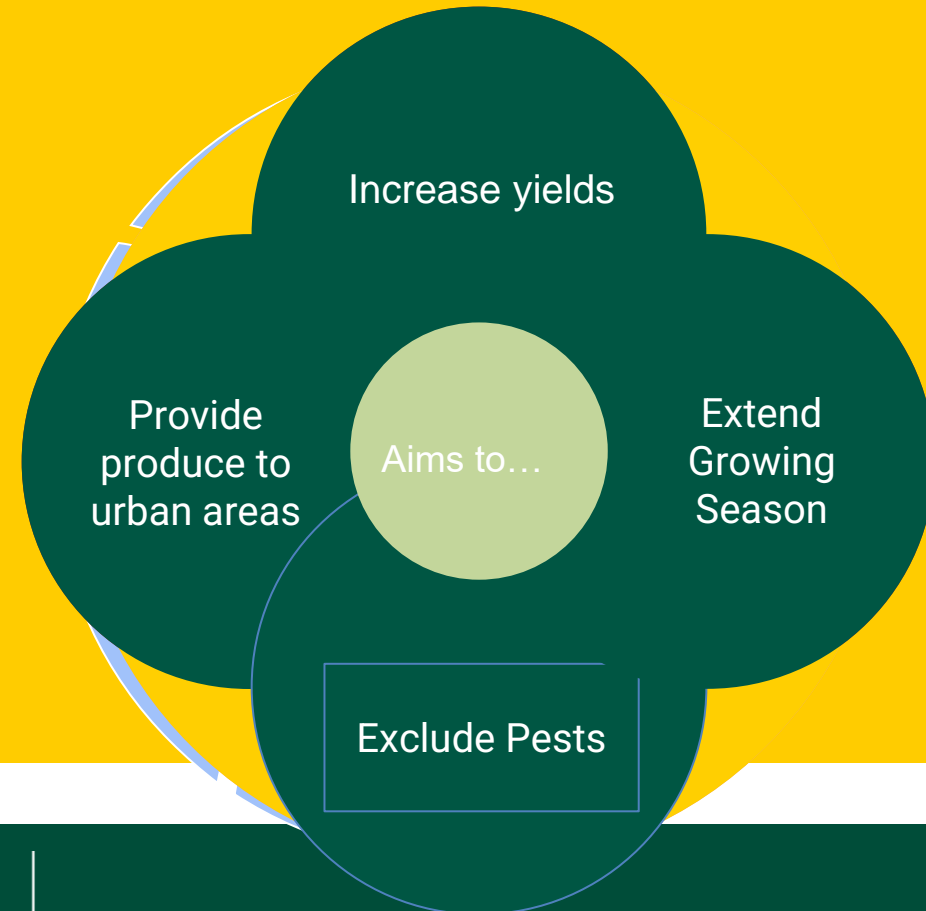 Increase yields
Provide
produce to
urban areas
Aims to…
Extend
Growing
Season
Exclude Pests